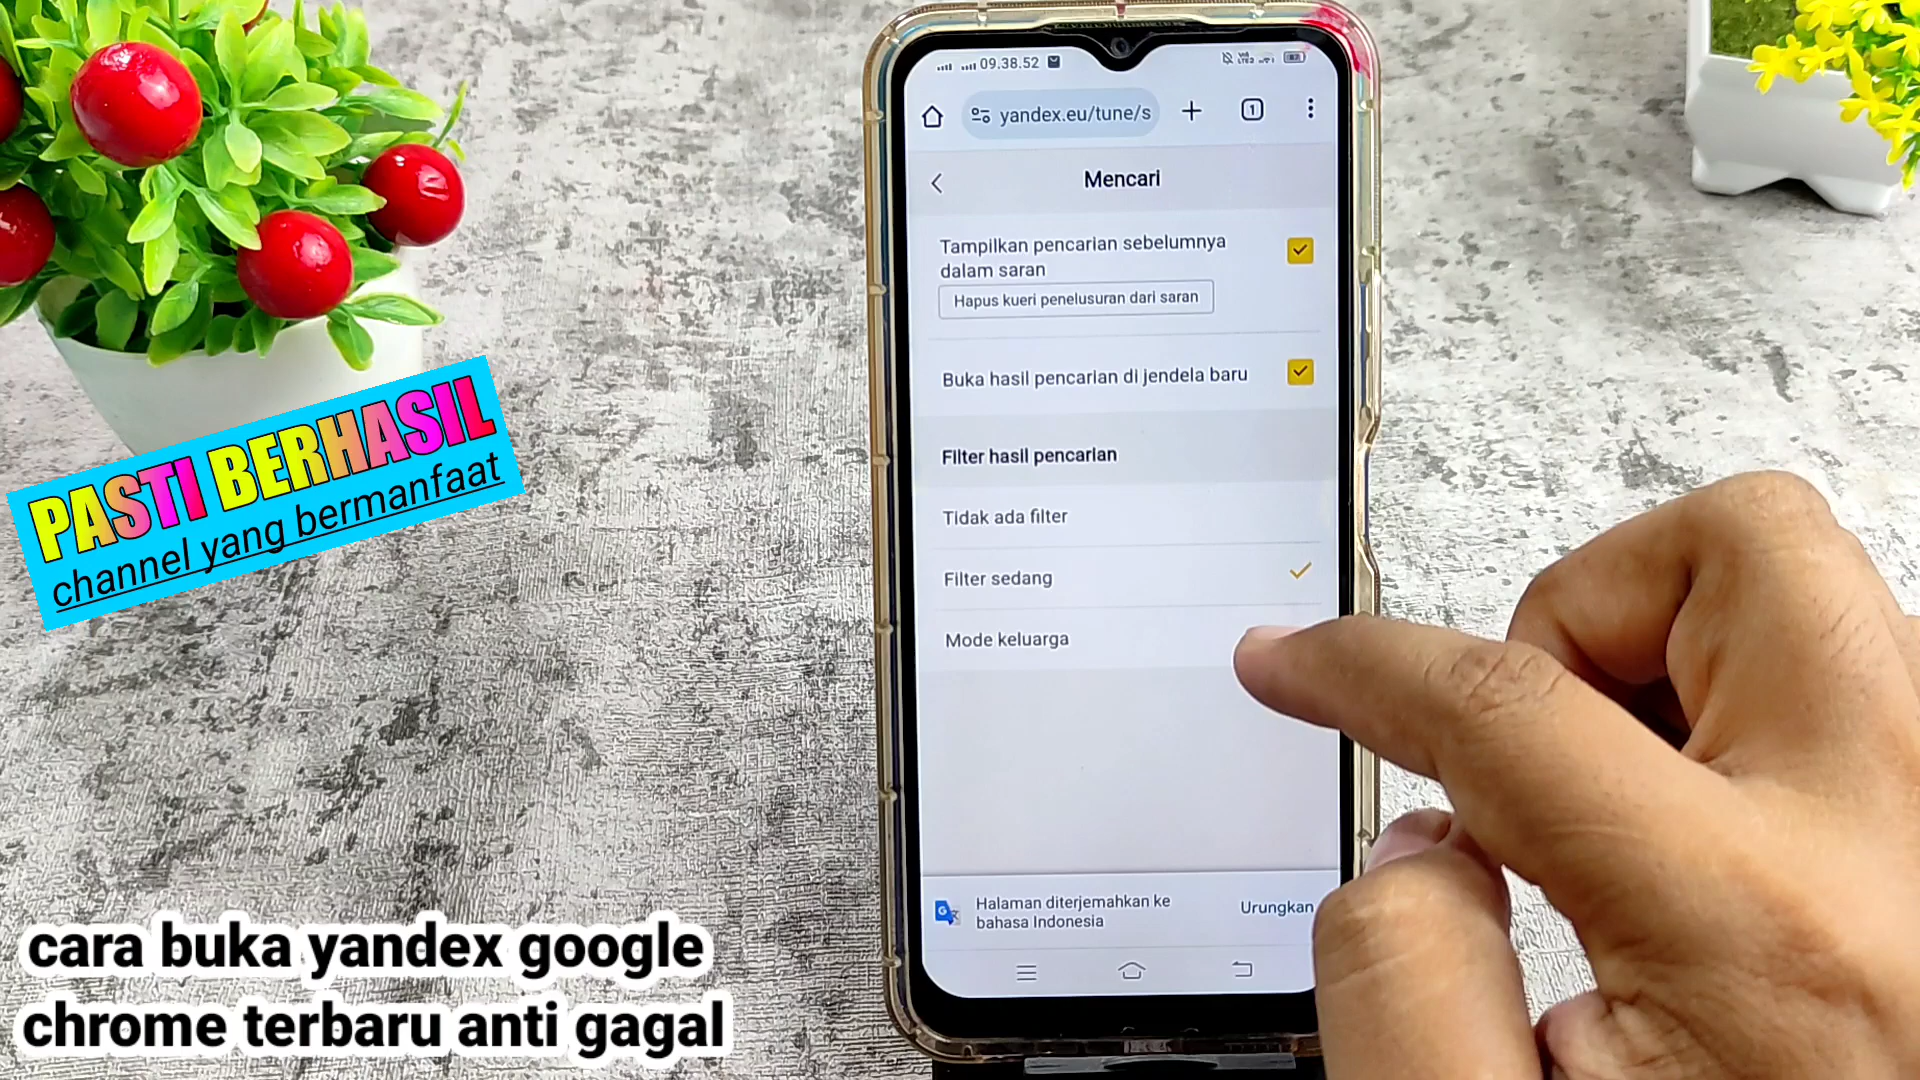 09.38.52
yandex.eu/tune/s
1
Mencari
Tampilkan pencarian sebelumnya
dalam saran
Hapus kueri penelusuran dari saran
Buka hasil pencarian di jendela baru
Filter hasil pencarian
Tidak ada filter
Filter sedang
Mode keluarga
Halaman diterjemahkan ke
bahasa Indonesia
Urungkan
PASTI BERHASIL
channel yang bermanfaat
cara buka yandex google
chrome terbaru anti gagal